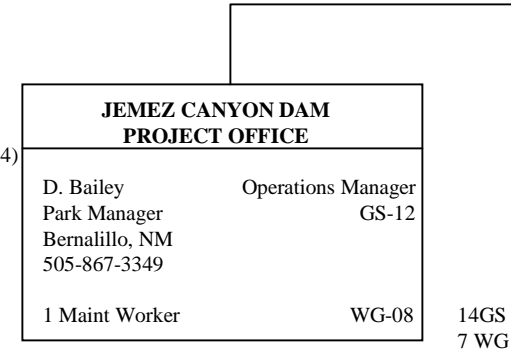 JEMEZ CANYON DAM
PROJECT OFFICE
4)
D. Bailey Operations Manager
Park Manager GS-12
Bernalillo, NM
505-867-3349
1 Maint Worker WG-08 14GS
7 WG